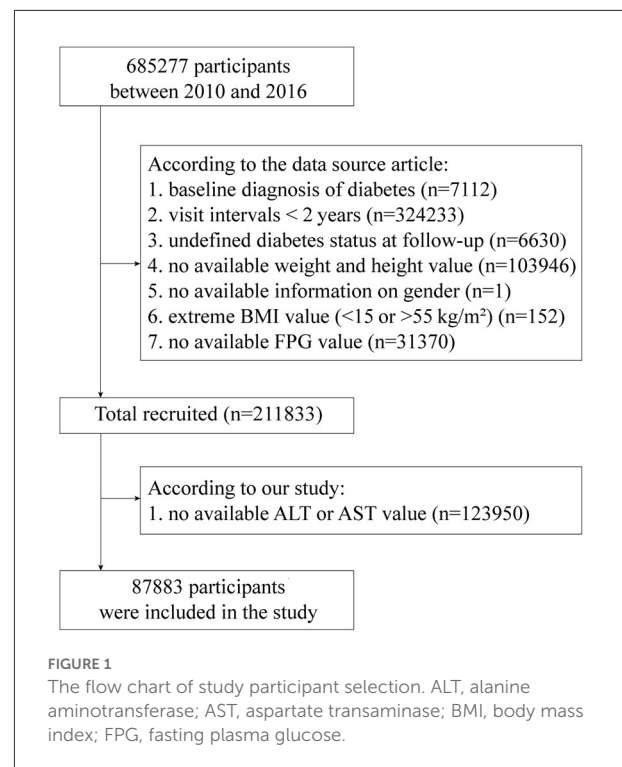 685277 participants
between 2010 and 2016
According to the data source article:
1. baseline diagnosis of diabetes (n=7112)
2. visit intervals < 2 years (n=324233)
3. undefined diabetes status at follow-up (n=6630)
4. no available weight and height value (n=103946)
5. no available information on gender (n=1)
6. extreme BMI value (<15 or >55 kg/m²) (n=152)
7. no available FPG value (n=31370)
Total recruited (n=211833)
According to our study:
1. no available ALT or AST value (n=123950)
87883 participants
were included in the study
FIGURE 1
The flow chart of study participant selection. ALT, alanine
aminotransferase; AST, aspartate transaminase; BMI, body mass
index; FPG, fasting plasma glucose.